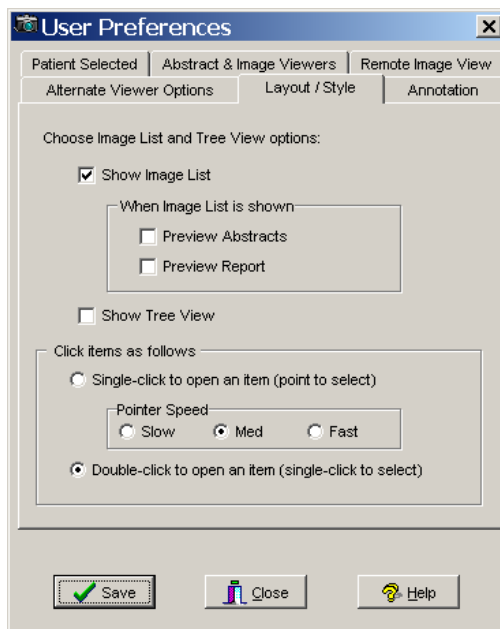 User Preferences
Patient Selected Abstract & Image Viewers Remote Image View
Alternate Viewer Options Layout / Style Annotation
Choose Image List and Tree View options:
Show Image List
When Image List is shown
Preview Abstracts
Preview Report
Show Tree View
Click items as follows
Single-click to open an item (point to select)
Pointer Speed
Slow Med Fast
Double-click to open an item (single-click to select)
Save Close Help